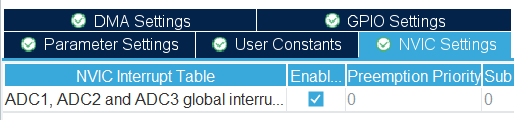 DMA Settings GPIO Settings
Parameter Settings User Constants NVIC Settings
NVIC Interrupt Table Enabl... Preemption Priority Sub
ADC1, ADC2 and ADC3 global interru... 0 0